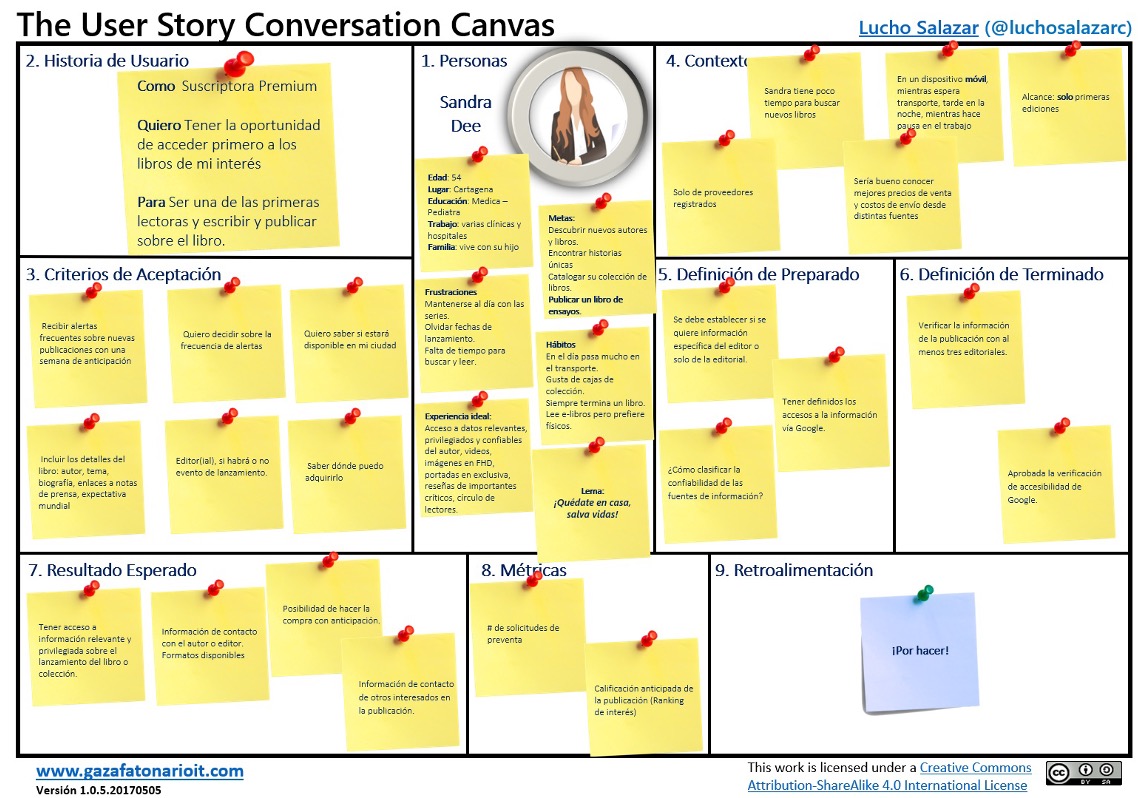 The User Story Conversation Canvas
Lucho Salazar (@luchosalazarc)
2. Historia de Usuario
Como Suscriptora Premium
Quiero Tener la oportunidad
de acceder primero a los
libros de mi interés
Para Ser una de las primeras
lectoras y escribir y publicar
sobre el libro.
1. Personas
Sandra
Dee
Edad: 54
Lugar: Cartagena
Educación: Medica –
Pediatra
Trabajo: varias clínicas y
hospitales
Familia: vive con su hijo
Metas:
Descubrir nuevos autores
y libros.
Encontrar historias
únicas
Catalogar su colección de
libros.
Publicar un libro de
ensayos.
Frustraciones
Mantenerse al día con las
series.
Olvidar fechas de
lanzamiento.
Falta de tiempo para
buscar y leer.
Hábitos
En el día pasa mucho en
el transporte.
Gusta de cajas de
colección.
Siempre termina un libro.
Lee e-libros pero prefiere
físicos.
Experiencia ideal:
Acceso a datos relevantes,
privilegiados y confiables
del autor, videos,
imágenes en FHD,
portadas en exclusiva,
reseñas de importantes
críticos, círculo de
lectores.
Lema:
¡Quédate en casa,
salva vidas!
4. Contexto
Sandra tiene poco
tiempo para buscar
nuevos libros
En un dispositivo móvil,
mientras espera
transporte, tarde en la
noche, mientras hace
pausa en el trabajo
Alcance: solo primeras
ediciones
Solo de proveedores
registrados
Sería bueno conocer
mejores precios de venta
y costos de envío desde
distintas fuentes
3. Criterios de Aceptación
Recibir alertas
frecuentes sobre nuevas
publicaciones con una
semana de anticipación
Quiero decidir sobre la
frecuencia de alertas
Quiero saber si estará
disponible en mi ciudad
Incluir los detalles del
libro: autor, tema,
biografía, enlaces a notas
de prensa, expectativa
mundial
Editor(ial), si habrá o no
evento de lanzamiento.
Saber dónde puedo
adquirirlo
5. Definición de Preparado
Se debe establecer si se
quiere información
específica del editor o
solo de la editorial.
Tener definidos los
accesos a la información
vía Google.
¿Cómo clasificar la
confiabilidad de las
fuentes de información?
6. Definición de Terminado
Verificar la información
de la publicación con al
menos tres editoriales.
Aprobada la verificación
de accesibilidad de
Google.
7. Resultado Esperado
Tener acceso a
información relevante y
privilegiada sobre el
lanzamiento del libro o
colección.
Información de contacto
con el autor o editor.
Formatos disponibles
Posibilidad de hacer la
compra con anticipación.
Información de contacto
de otros interesados en
la publicación.
8. Métricas
# de solicitudes de
preventa
Calificación anticipada de
la publicación (Ranking
de interés)
9. Retroalimentación
¡Por hacer!
www.gazafatonarioit.com
Versión 1.0.5.20170505
This work is licensed under a Creative Commons
Attribution-ShareAlike 4.0 International License
cc
BY SA